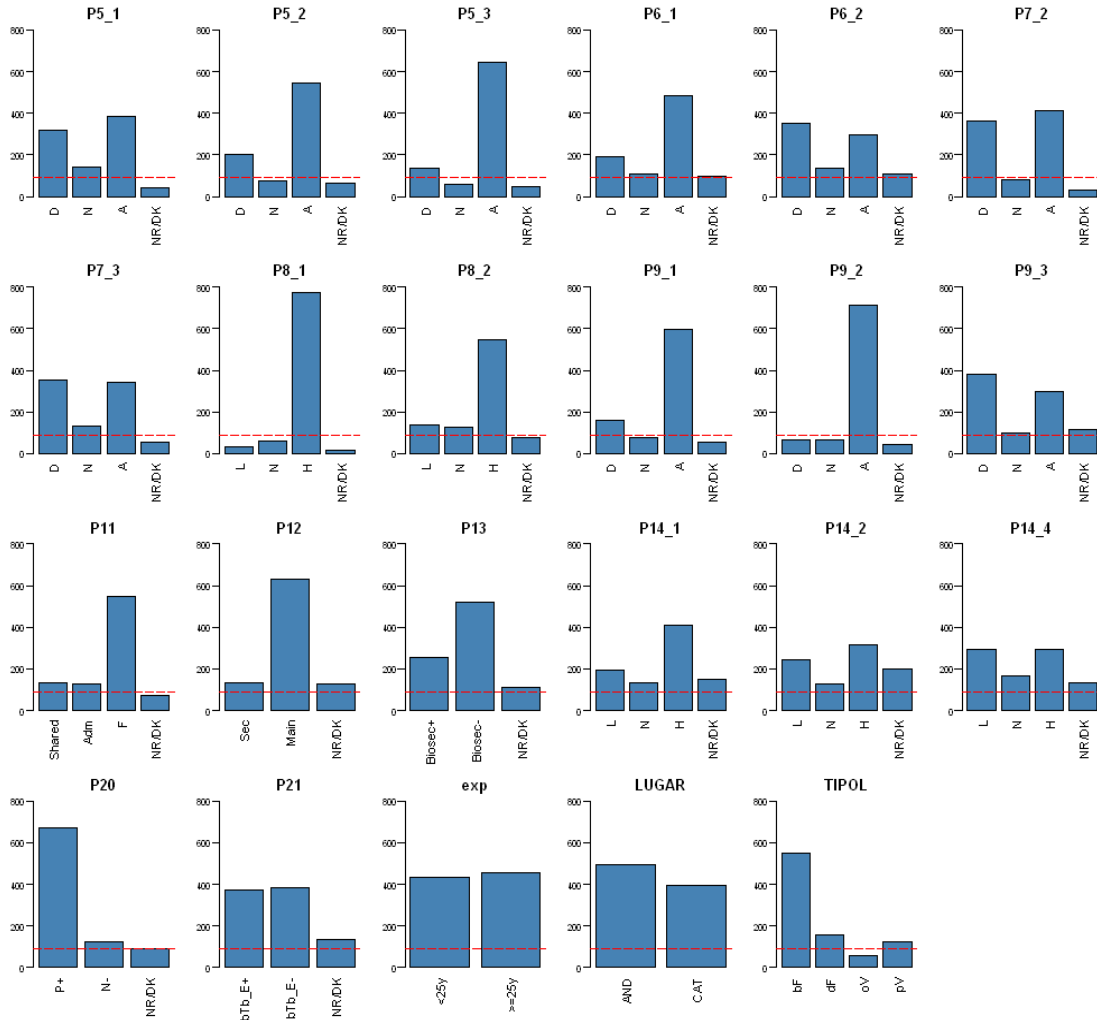 P5_1 P5_2 P5_3 P6_1 P6_2 P7_2
800 800 800 800 800 800
600 600 600 600 600 600
400 400 400 400 400 400
200 200 200 200 200 200
0 0 0 0 0 0
D N A NR/DK D N A NR/DK D N A NR/DK D N A NR/DK D N A NR/DK D N A NR/DK
P7_3 P8_1 P8_2 P9_1 P9_2 P9_3
800 800 800 800 800 800
600 600 600 600 600 600
400 400 400 400 400 400
200 200 200 200 200 200
0 0 0 0 0 0
D N A NR/DK L N H NR/DK L N H NR/DK D N A NR/DK D N A NR/DK D N A NR/DK
P11 P12 P13 P14_1 P14_2 P14_4
800 800 800 800 800 800
600 600 600 600 600 600
400 400 400 400 400 400
200 200 200 200 200 200
0 0 0 0 0 0
Shared Adm F NR/DK Sec Main NR/DK Biosec+ Biosec- NR/DK L N H NR/DK L N H NR/DK L N H NR/DK
P20 P21 exp LUGAR TIPOL
800 800 800 800 800
600 600 600 600 600
400 400 400 400 400
200 200 200 200 200
0 0 0 0 0
P+ N- NR/DK bTb_E+ bTb_E- NR/DK <25y >=25y AND CAT bF dF oV pV